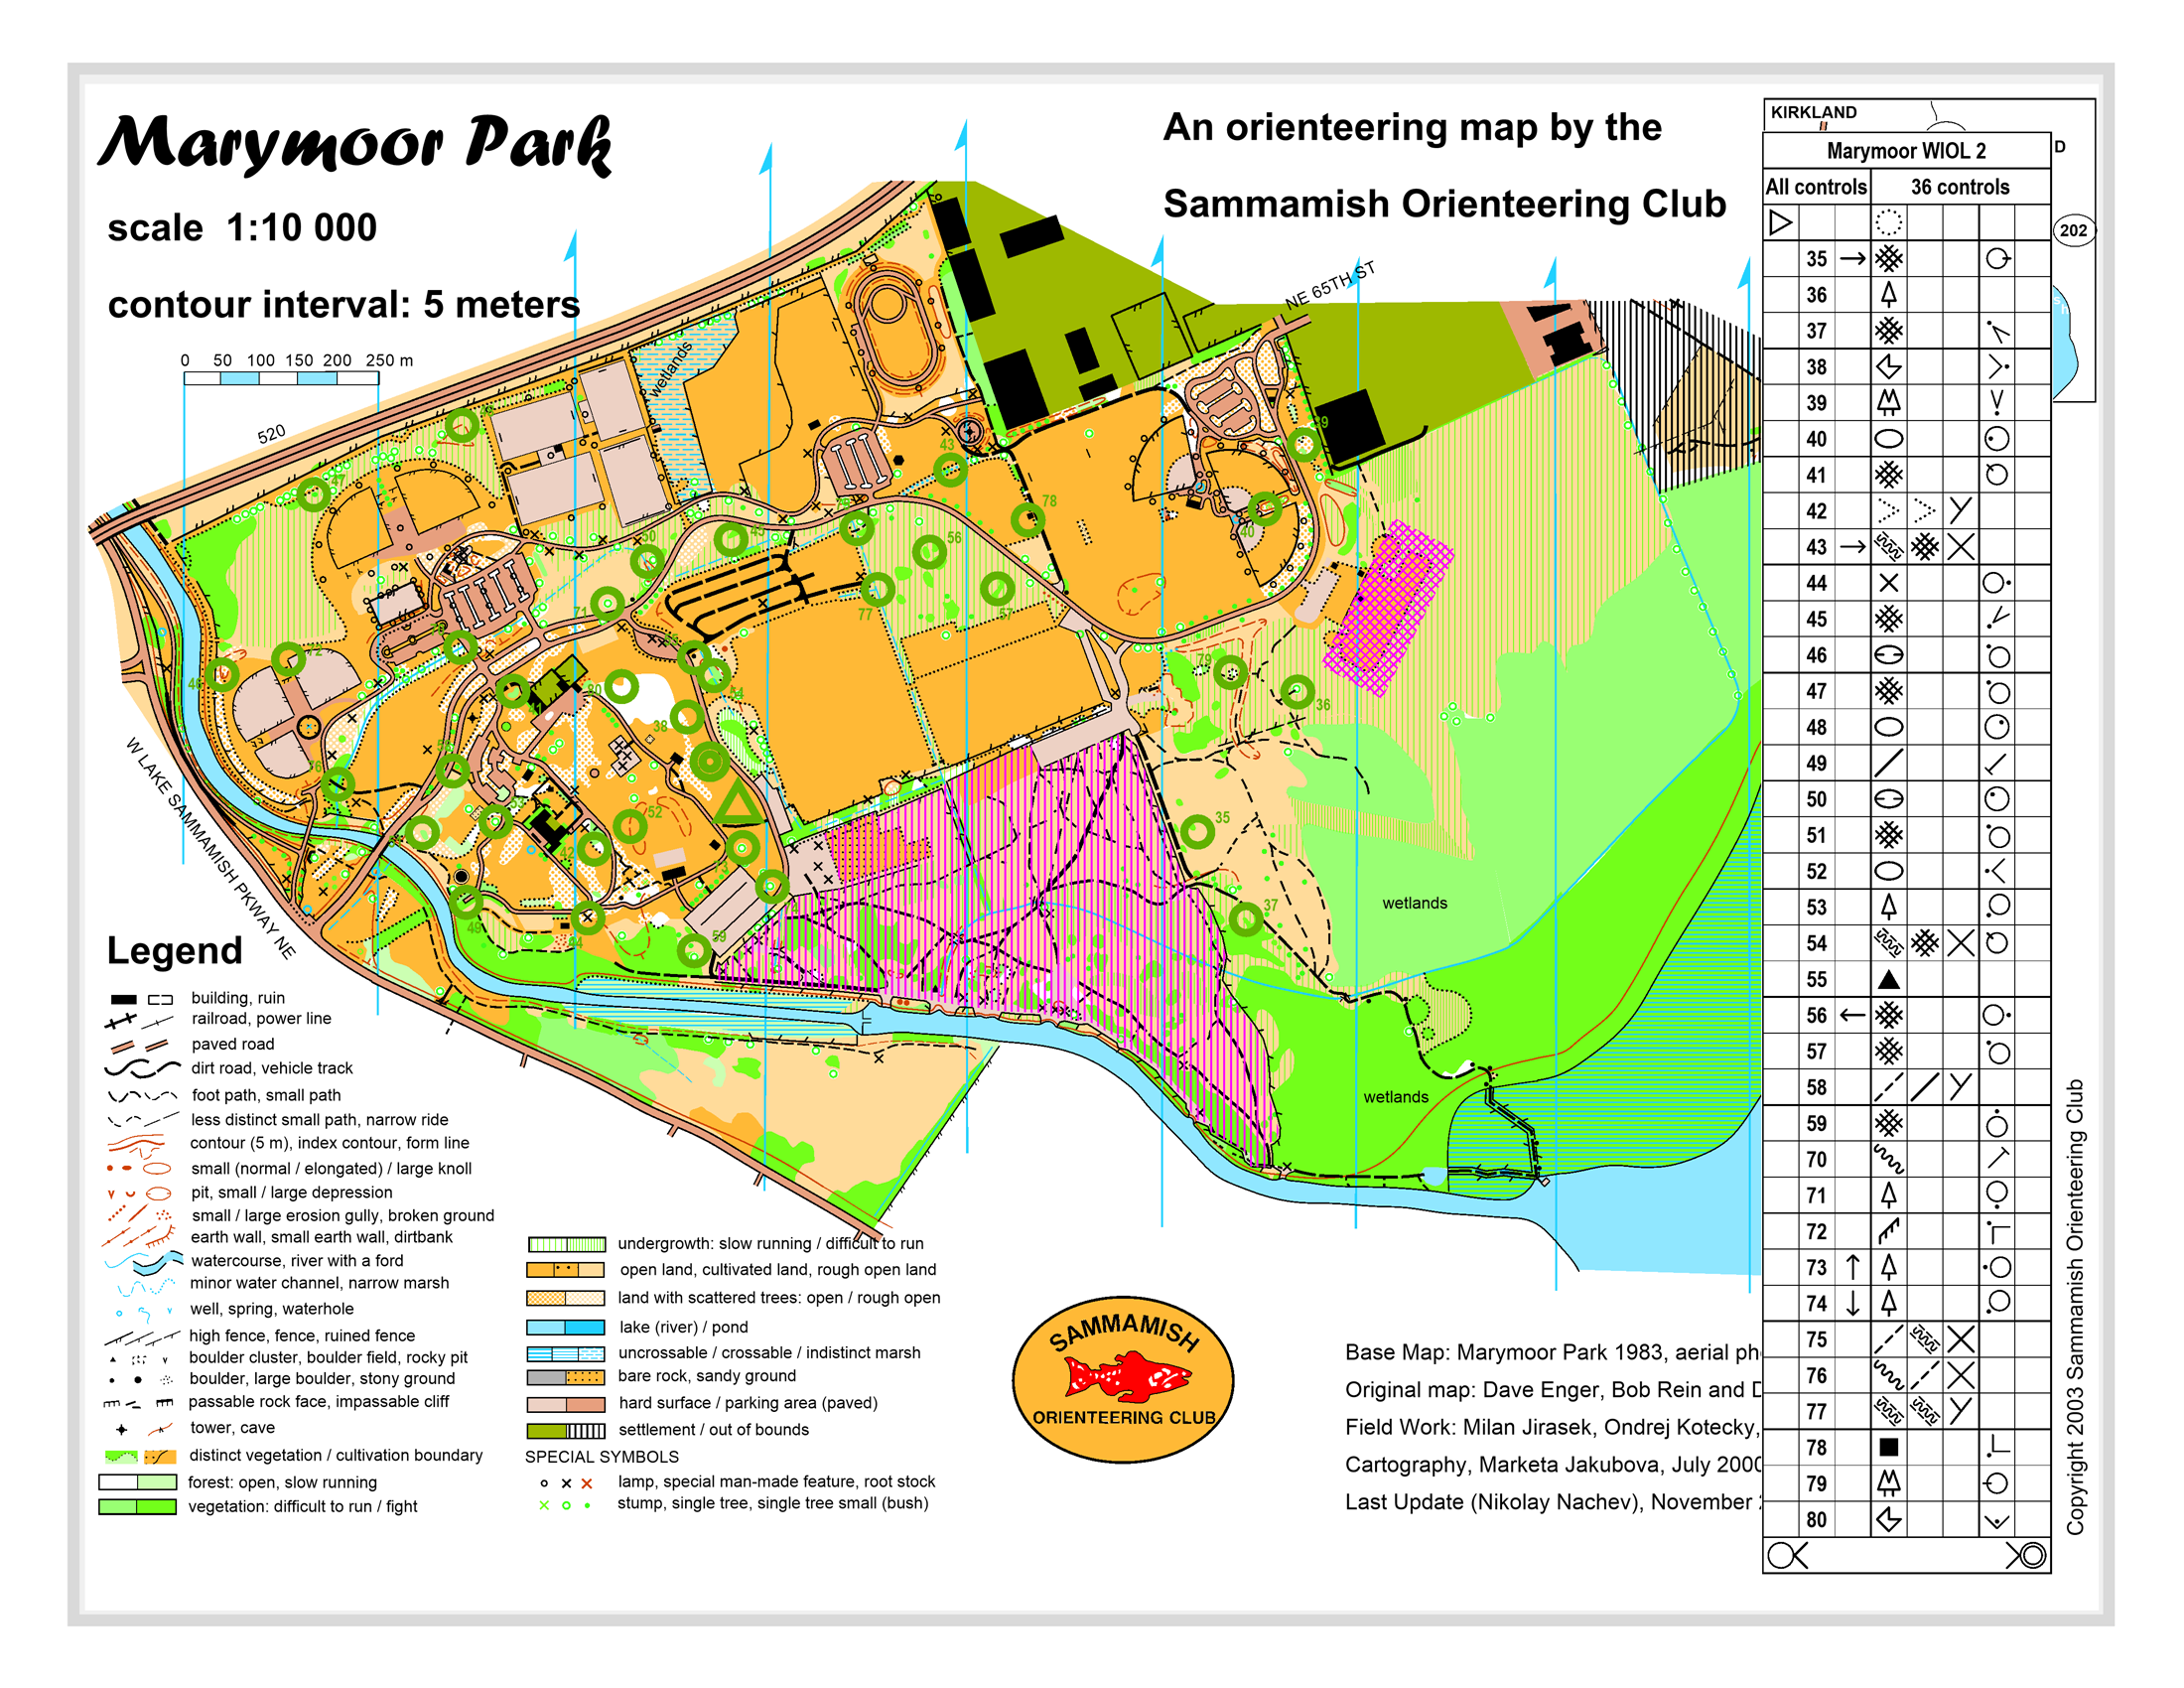 Marymoor Park
scale 1:10 000
contour interval: 5 meters
0 50 100 150 200 250 m
An orienteering map by the
Sammamish Orienteering Club
KIRKLAND
D
202
Marymoor WIOL 2
All controls 36 controls
35
36
37
38
39
40
41
42
43
44
45
46
47
48
49
50
51
52
53
54
55
56
57
58
59
70
71
72
73
74
75
76
77
78
79
80
520
wetlands
NE 65TH ST
47
43
78
39
40
50
45
56
57
77
71
72
79
36
80
38
54
52
35
37
49
44
59
wetlands
wetlands
W LAKE SAMMAMISH PKWAY NE
Legend
building, ruin
railroad, power line
paved road
dirt road, vehicle track
foot path, small path
less distinct small path, narrow ride
contour (5 m), index contour, form line
small (normal / elongated) / large knoll
pit, small / large depression
small / large erosion gully, broken ground
earth wall, small earth wall, dirtbank
watercourse, river with a ford
minor water channel, narrow marsh
well, spring, waterhole
high fence, fence, ruined fence
boulder cluster, boulder field, rocky pit
boulder, large boulder, stony ground
passable rock face, impassable cliff
tower, cave
distinct vegetation / cultivation boundary
forest: open, slow running
vegetation: difficult to run / fight
undergrowth: slow running / difficult to run
open land, cultivated land, rough open land
land with scattered trees: open / rough open
lake (river) / pond
uncrossable / crossable / indistinct marsh
bare rock, sandy ground
hard surface / parking area (paved)
settlement / out of bounds
SPECIAL SYMBOLS
lamp, special man-made feature, root stock
stump, single tree, single tree small (bush)
SAMMAMISH
ORIENTEERING CLUB
Base Map: Marymoor Park 1983, aerial
Original map: Dave Enger, Bob Rein and
Field Work: Milan Jirasek, Ondrej Kotecky,
Cartography, Marketa Jakubova, July 2000
Last Update (Nikolay Nachev), November
Copyright 2003 Sammamish Orienteering Club